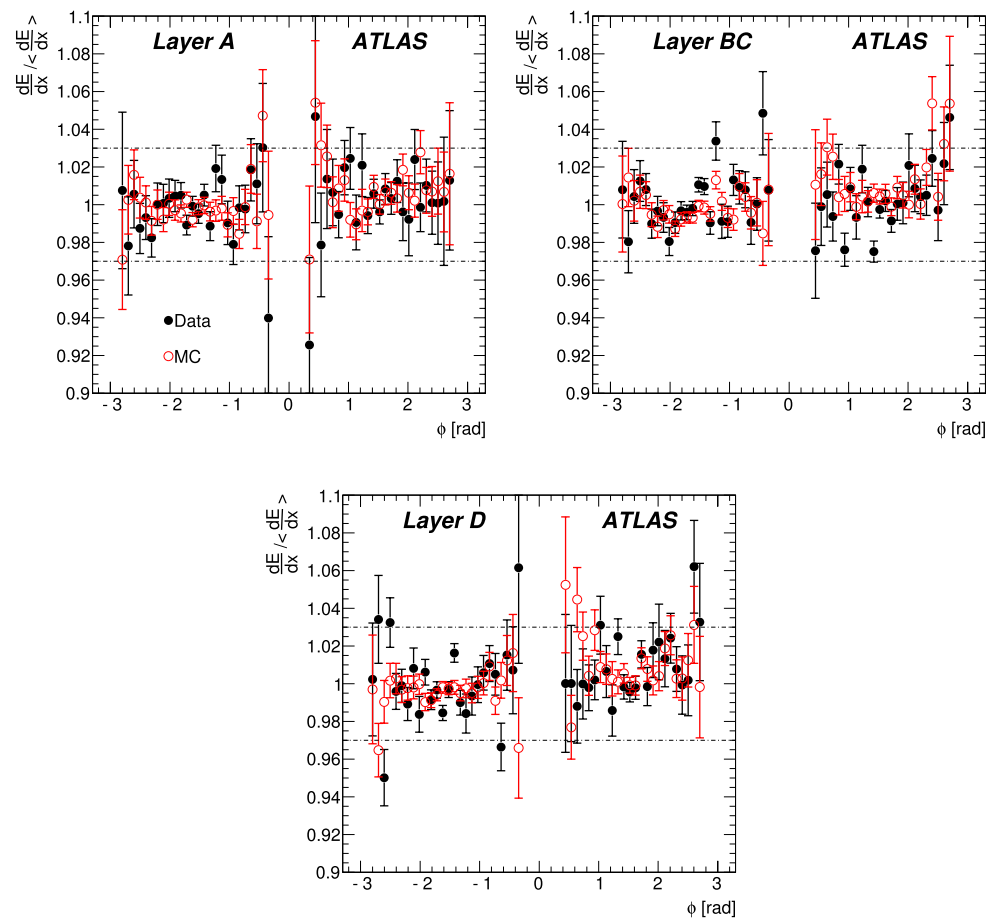 Layer A ATLAS
dE/dx / <dE/dx>
1.1
1.08
1.06
1.04
1.02
1
0.98
0.96
0.94
0.92
0.9
Data
MC
- 3 - 2 - 1 0 1 2 3
ϕ [rad]
Layer BC ATLAS
dE/dx / <dE/dx>
1.1
1.08
1.06
1.04
1.02
1
0.98
0.96
0.94
0.92
0.9
- 3 - 2 - 1 0 1 2 3
ϕ [rad]
Layer D ATLAS
dE/dx / <dE/dx>
1.1
1.08
1.06
1.04
1.02
1
0.98
0.96
0.94
0.92
0.9
- 3 - 2 - 1 0 1 2 3
ϕ [rad]